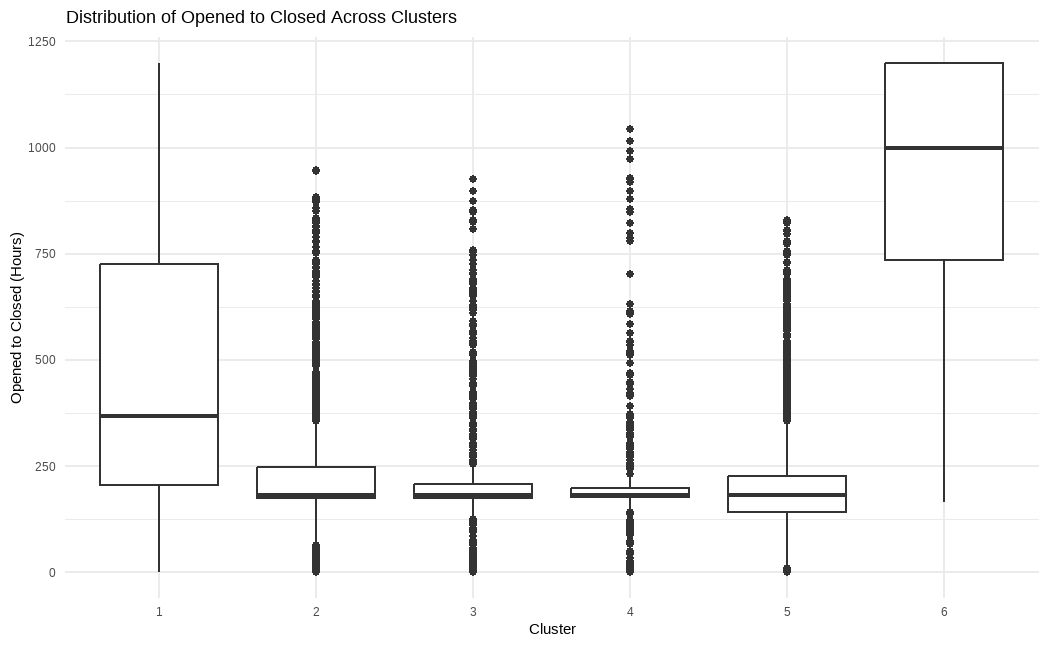 Distribution of Opened to Closed Across Clusters
Opened to Closed (Hours)
1250
1000
750
500
250
0
1 2 3 4 5 6
Cluster